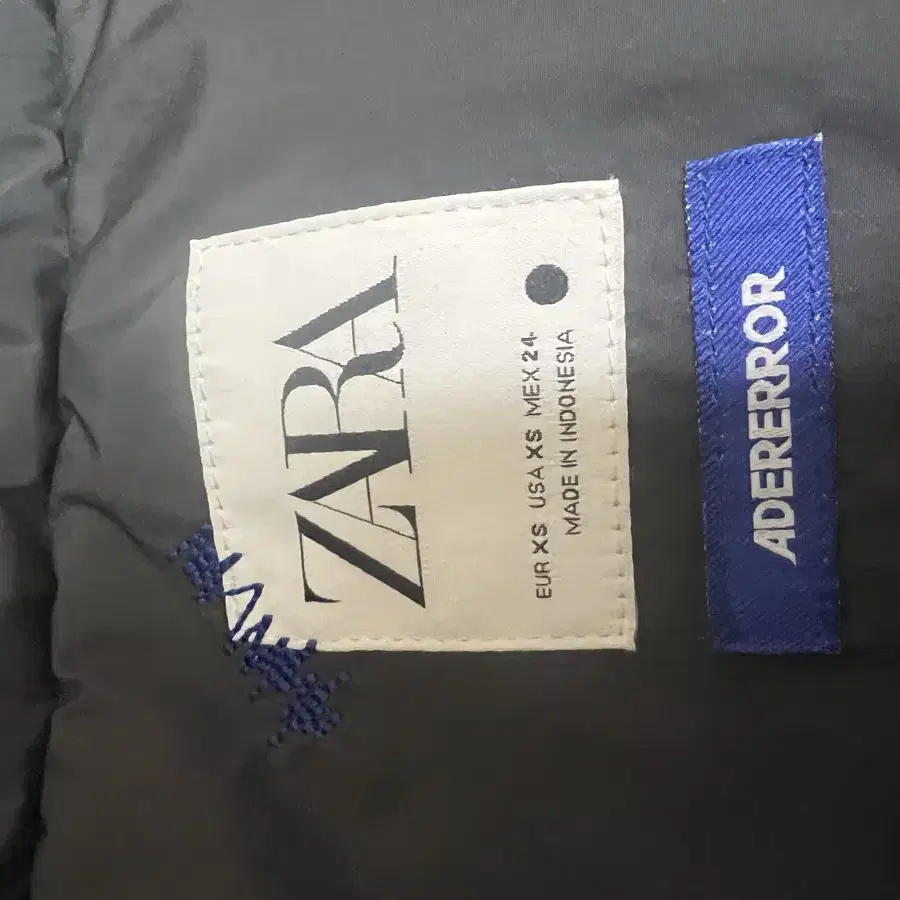 ZARA
EUR XS USA XS MEX 24
MADE IN INDONESIA
ADERERROR